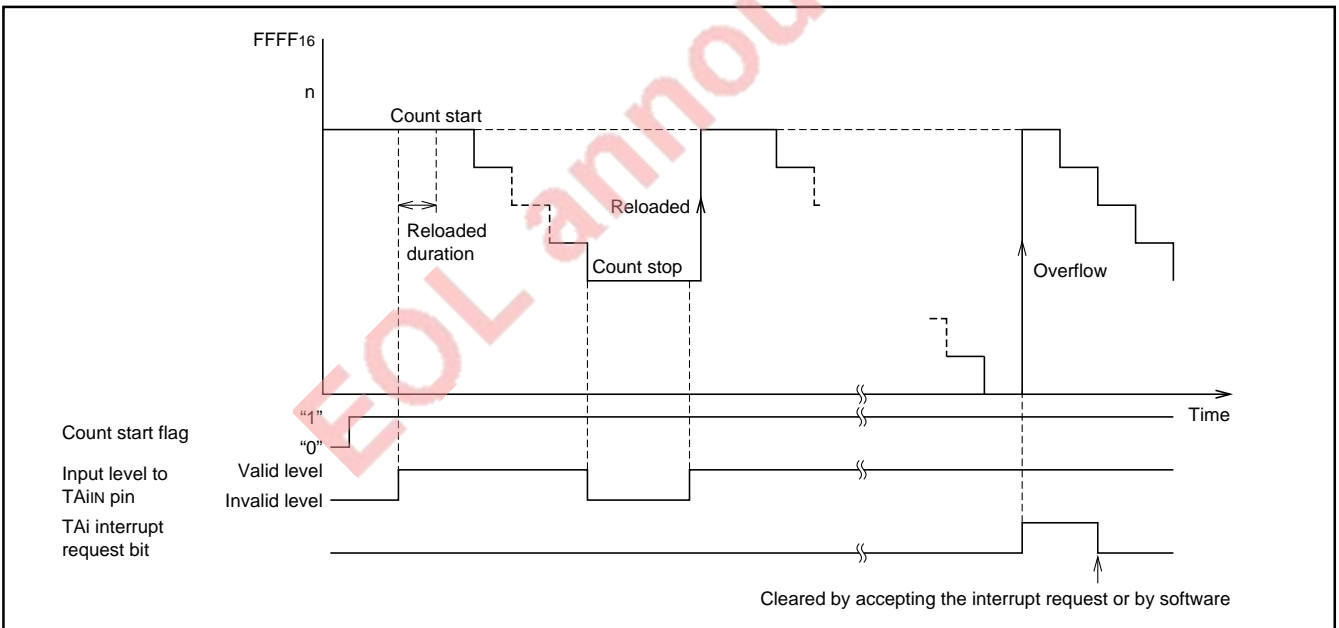 EOL annou
FFFF16
n
Count start
Reloaded
duration
Reloaded
Count stop
Overflow
Time
Count start flag
“1”
“0”
Input level to
TAiIN pin
Valid level
Invalid level
TAi interrupt
request bit
Cleared by accepting the interrupt request or by software